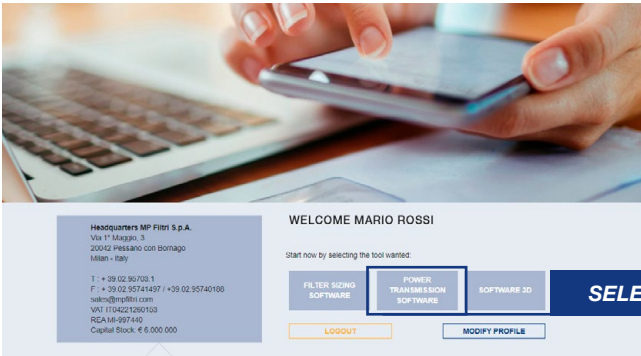 WELCOME MARIO ROSSI
Headquarters MP Filtri S.p.A.
Via 1° Maggio, 3
20042 Pessano con Bornago
Milan - Italy
T : + 39.02.95703.1
F : + 39.02.95741497 / +39.02.95740188
sales@mpfiltri.com
VAT IT04221260153
REA MI-997440
Capital Stock: € 6.000.000
Start now by selecting the tool wanted:
FILTER SIZING
SOFTWARE
POWER
TRANSMISSION
SOFTWARE
SOFTWARE 3D
SELE
LOGOUT
MODIFY PROFILE